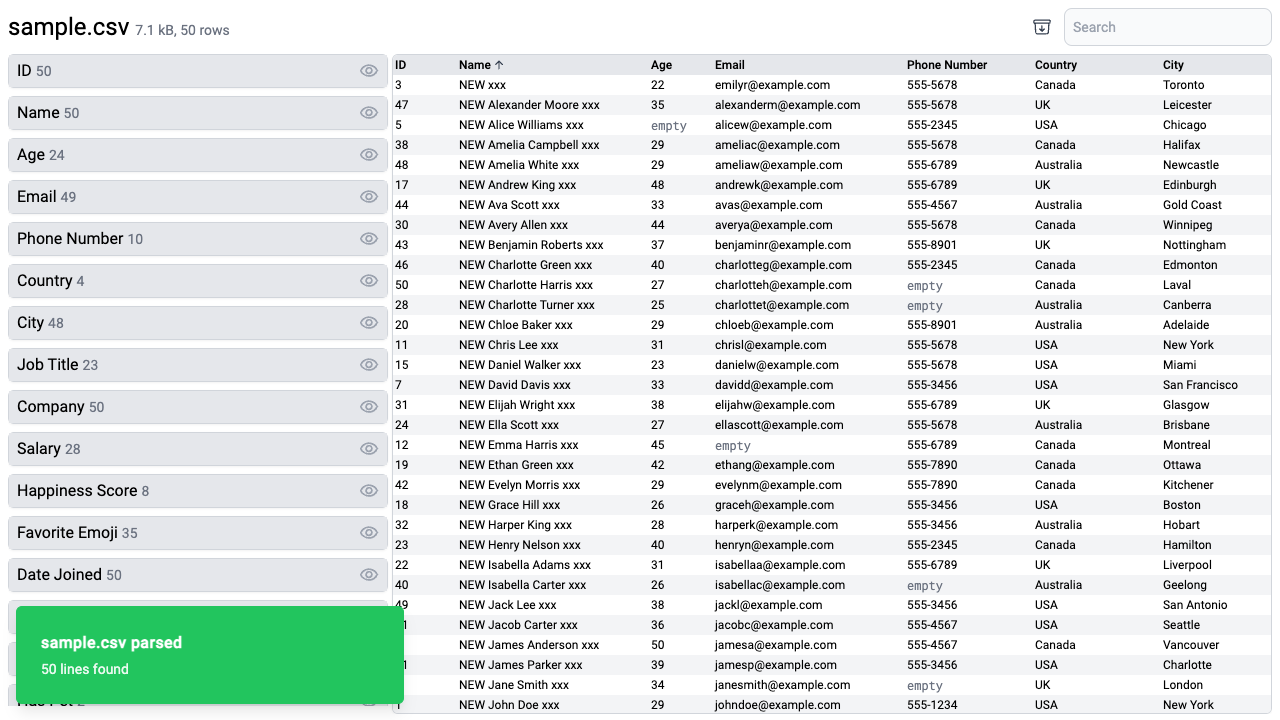 sample.csv 7.1 kB, 50 rows
Search
ID 50
Name 50
Age 24
Email 49
Phone Number 10
Country 4
City 48
Job Title 23
Company 50
Salary 28
Happiness Score 8
Favorite Emoji 35
Date Joined 50
sample.csv parsed
50 lines found
ID Name Age Email Phone Number Country City
3 NEW xxx 22 emilyr@example.com 555-5678 Canada Toronto
47 NEW Alexander Moore xxx 35 alexanderm@example.com 555-5678 UK Leicester
5 NEW Alice Williams xxx empty alicew@example.com 555-2345 USA Chicago
38 NEW Amelia Campbell xxx 29 ameliac@example.com 555-5678 Canada Halifax
48 NEW Amelia White xxx 29 ameliaw@example.com 555-6789 Australia Newcastle
17 NEW Andrew King xxx 48 andrewk@example.com 555-6789 UK Edinburgh
44 NEW Ava Scott xxx 33 avas@example.com 555-4567 Australia Gold Coast
30 NEW Avery Allen xxx 44 averya@example.com 555-5678 Canada Winnipeg
43 NEW Benjamin Roberts xxx 37 benjaminr@example.com 555-8901 UK Nottingham
46 NEW Charlotte Green xxx 40 charlotteg@example.com 555-2345 Canada Edmonton
50 NEW Charlotte Harris xxx 27 charlotteh@example.com empty Canada Laval
28 NEW Charlotte Turner xxx 25 charlottet@example.com empty Australia Canberra
20 NEW Chloe Baker xxx 29 chloeb@example.com 555-8901 Australia Adelaide
11 NEW Chris Lee xxx 31 chrisl@example.com 555-5678 USA New York
15 NEW Daniel Walker xxx 23 danielw@example.com 555-5678 USA Miami
7 NEW David Davis xxx 33 davidd@example.com 555-3456 USA San Francisco
31 NEW Elijah Wright xxx 38 elijahw@example.com 555-6789 UK Glasgow
24 NEW Ella Scott xxx 27 ellascott@example.com 555-5678 Australia Brisbane
12 NEW Emma Harris xxx 45 empty 555-6789 Canada Montreal
19 NEW Ethan Green xxx 42 ethang@example.com 555-7890 Canada Ottawa
42 NEW Evelyn Morris xxx 29 evelynm@example.com 555-7890 Canada Kitchener
18 NEW Grace Hill xxx 26 graceh@example.com 555-3456 USA Boston
32 NEW Harper King xxx 28 harperk@example.com 555-3456 Australia Hobart
23 NEW Henry Nelson xxx 40 henryn@example.com 555-2345 Canada Hamilton
22 NEW Isabella Adams xxx 31 isabellaa@example.com 555-6789 UK Liverpool
40 NEW Isabella Carter xxx 26 isabellac@example.com empty Australia Geelong
49 NEW Jack Lee xxx 38 jackl@example.com 555-3456 USA San Antonio
NEW Jacob Carter xxx 36 jacobc@example.com 555-4567 USA Seattle
NEW James Anderson xxx 50 jamesa@example.com 555-4567 Canada Vancouver
NEW James Parker xxx 39 jamesp@example.com 555-3456 USA Charlotte
NEW Jane Smith xxx 34 janesmith@example.com empty UK London
NEW John Doe xxx 29 johndoe@example.com 555-1234 USA New York